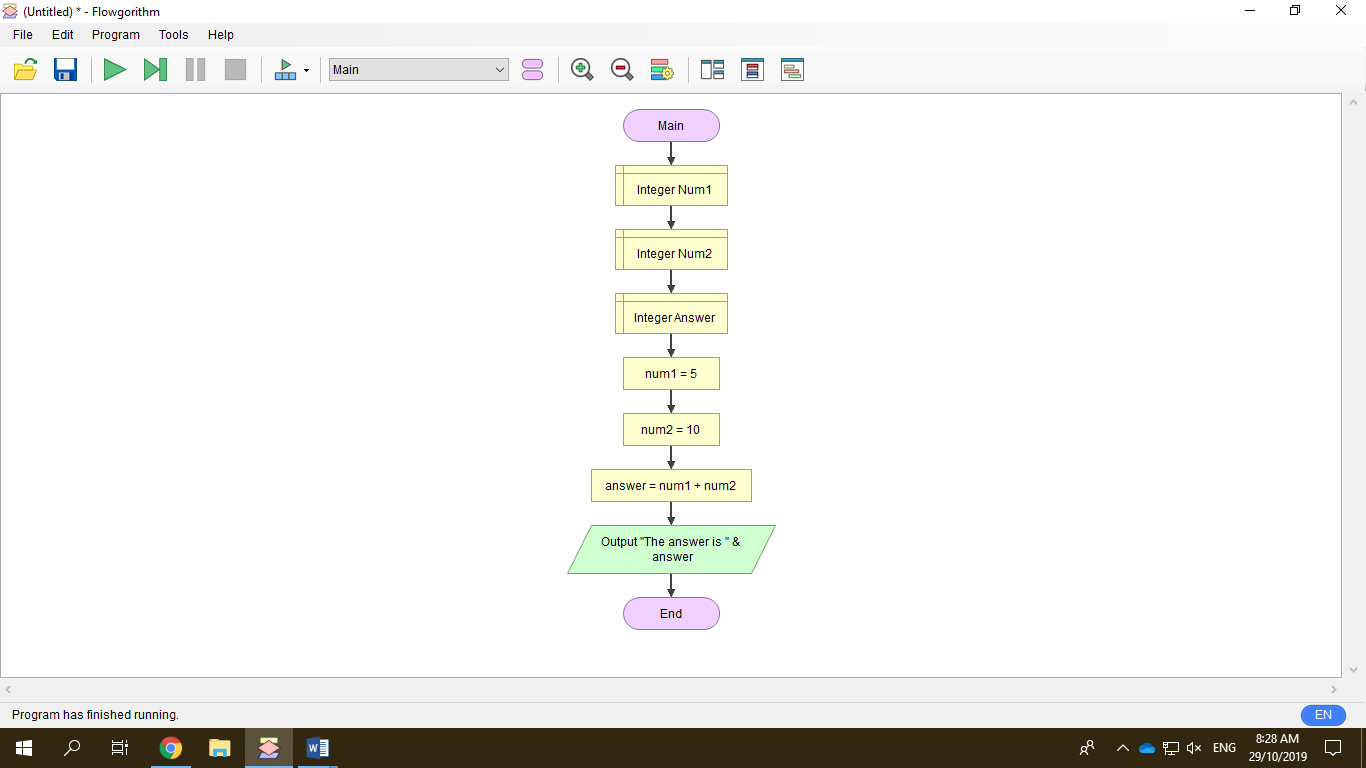 (Untitled) * - Flowgorithm
File Edit Program Tools Help
Main
Main
Integer Num1
Integer Num2
Integer Answer
num1 = 5
num2 = 10
answer = num1 + num2
Output "The answer is " &
answer
End
Program has finished running.
EN
W
ENG
8:28 AM
29/10/2019